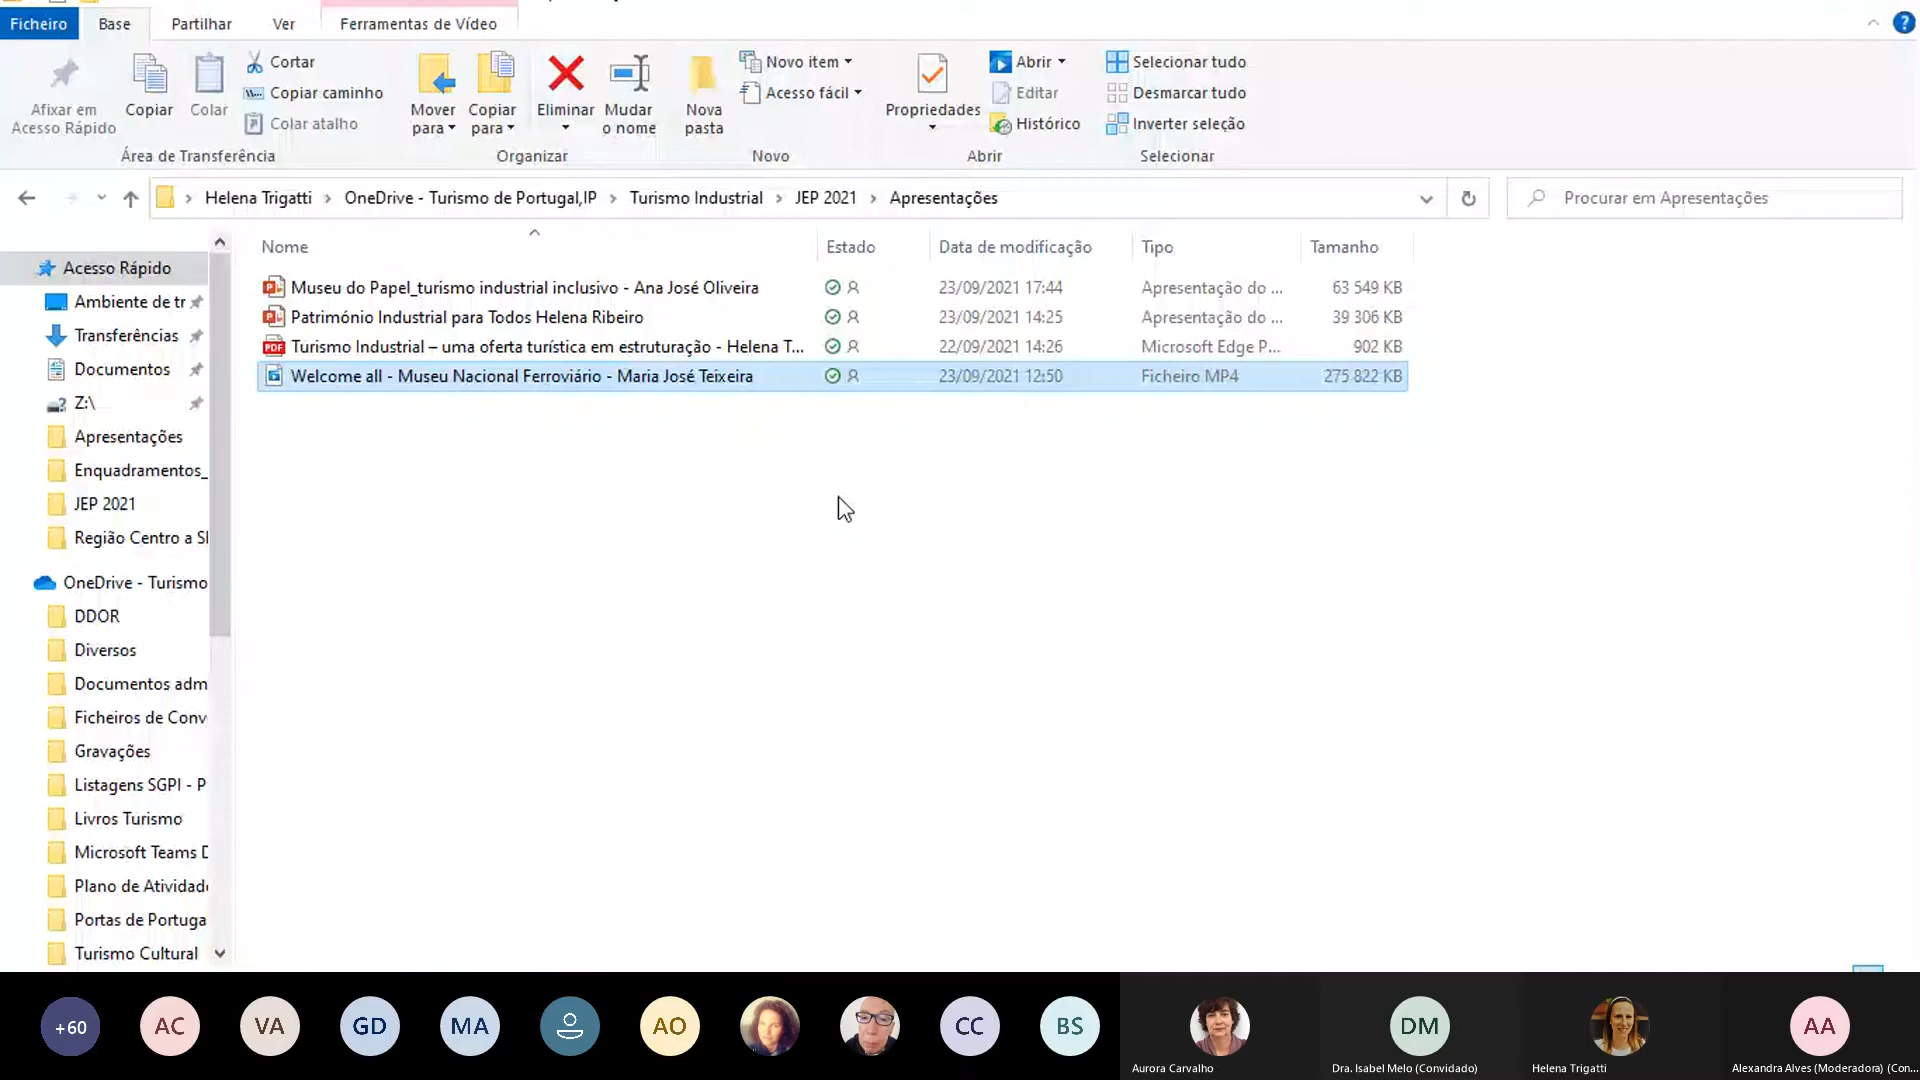 Ficheiro Base Partilhar Ver Ferramentas de Vídeo
Afixar em Acesso Rápido
Copiar
Colar
Cortar
Copiar caminho
Colar atalho
Área de Transferência
Mover para
Copiar para
Eliminar
Mudar o nome
Organizar
Nova pasta
Novo item
Acesso fácil
Novo
Propriedades
Abrir
Editar
Histórico
Abrir
Selecionar tudo
Desmarcar tudo
Inverter seleção
Selecionar
Helena Trigatti > OneDrive - Turismo de Portugal,IP > Turismo Industrial > JEP 2021 > Apresentações
Procurar em Apresentações
Acesso Rápido
Ambiente de tr
Transferências
Documentos
Z:\
Apresentações
Enquadramentos_
JEP 2021
Região Centro a SI
OneDrive - Turismo
DDOR
Diversos
Documentos adm
Ficheiros de Conv
Gravações
Listagens SGPI - P
Livros Turismo
Microsoft Teams D
Plano de Atividad
Portas de Portuga
Turismo Cultural
Nome Estado Data de modificação Tipo Tamanho
Museu do Papel_turismo industrial inclusivo - Ana José Oliveira 23/09/2021 17:44 Apresentação do ... 63 549 KB
Património Industrial para Todos Helena Ribeiro 23/09/2021 14:25 Apresentação do ... 39 306 KB
Turismo Industrial – uma oferta turística em estruturação - Helena T... 22/09/2021 14:26 Microsoft Edge P... 902 KB
Welcome all - Museu Nacional Ferroviário - Maria José Teixeira 23/09/2021 12:50 Ficheiro MP4 275 822 KB
+60 AC VA GD MA AO CC BS DM AA
Aurora Carvalho
Dra. Isabel Melo (Convidado)
Helena Trigatti
Alexandra Alves (Moderadora) (Con...